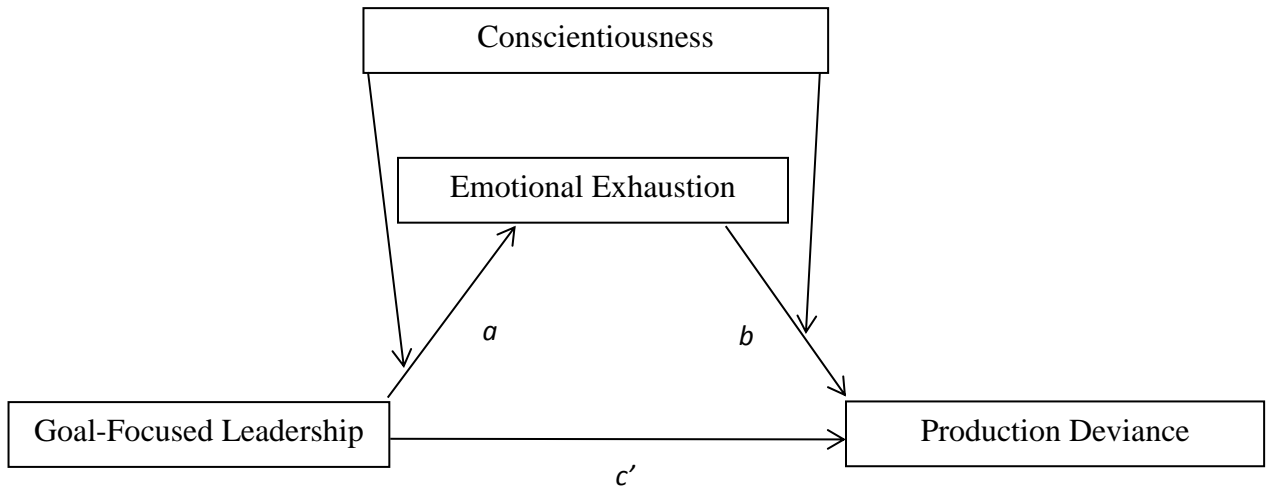 Conscientiousness
Emotional Exhaustion
a
b
Goal-Focused Leadership
Production Deviance
c’